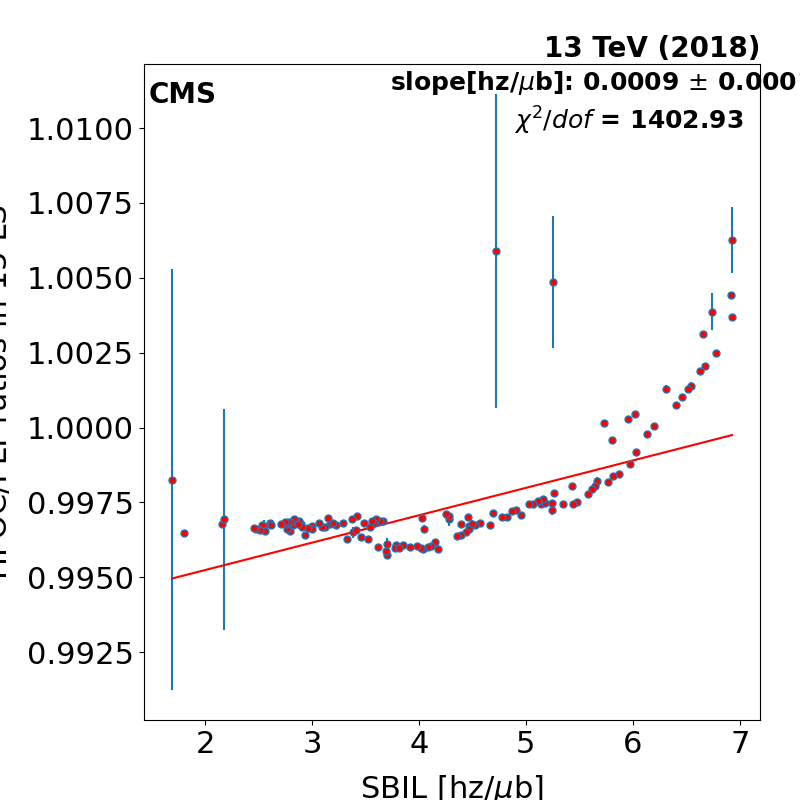 13 TeV (2018)
CMS
slope[hz/μb]: 0.0009 ± 0.000
χ²/dof = 1402.93
1.0100
1.0075
1.0050
1.0025
1.0000
0.9975
0.9950
0.9925
2 3 4 5 6 7
SBIL [hz/μb]